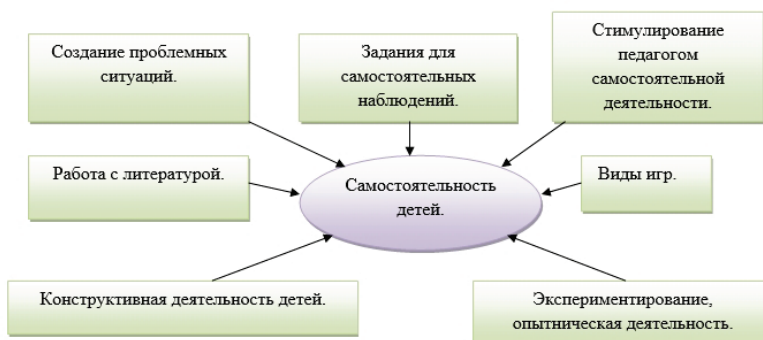 Создание проблемных
ситуаций.
Задания для
самостоятельных
наблюдений.
Стимулирование
педагогом
самостоятельной
деятельности.
Работа с литературой.
Самостоятельность
детей.
Виды игр.
Конструктивная деятельность детей.
Экспериментирование,
опытническая деятельность.